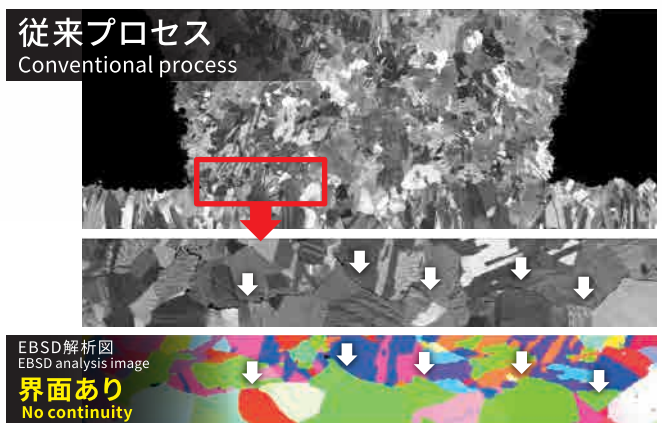 従来プロセス
Conventional process
EBSD解析図
EBSD analysis image
界面あり
No continuity